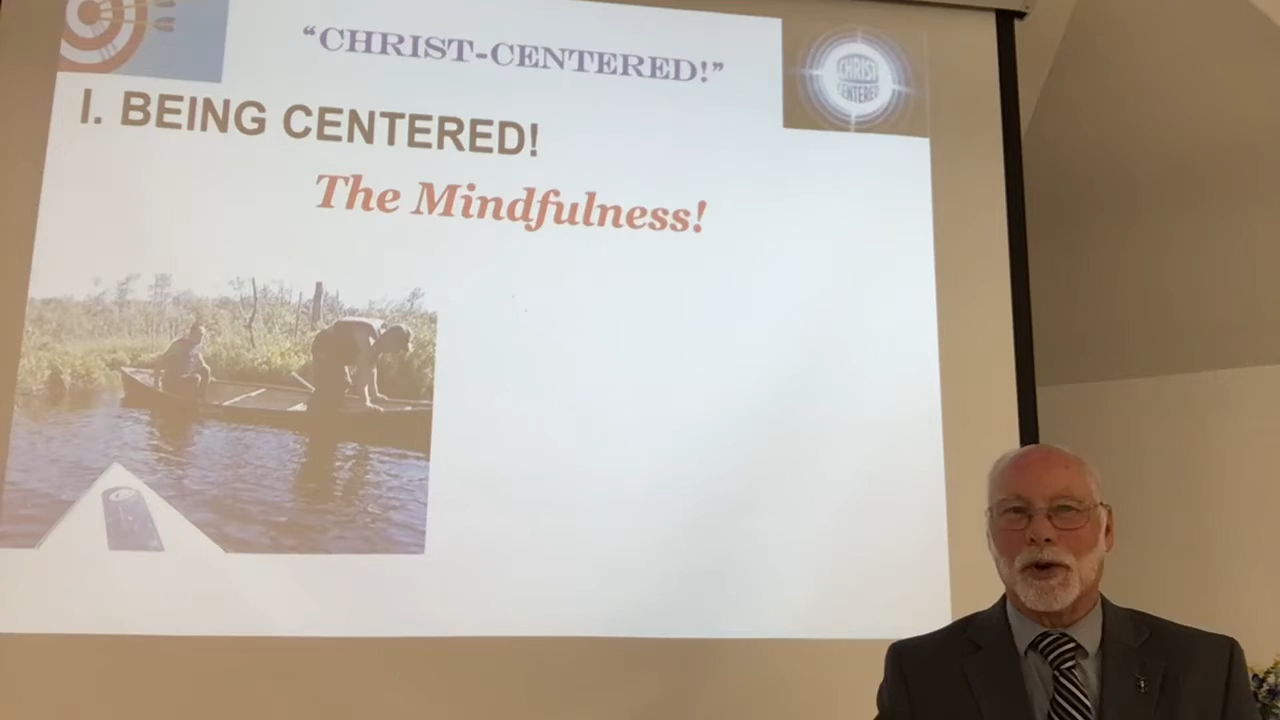 “CHRIST-CENTERED!”
CHRIST
CENTERED
I. BEING CENTERED!
The Mindfulness!